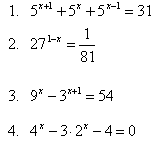 1. 5^{x+1} + 5^x + 5^{x-1} = 31
2. 27^{1-x} = \frac{1}{81}
3. 9^x - 3^{x+1} = 54
4. 4^x - 3·2^x - 4 = 0